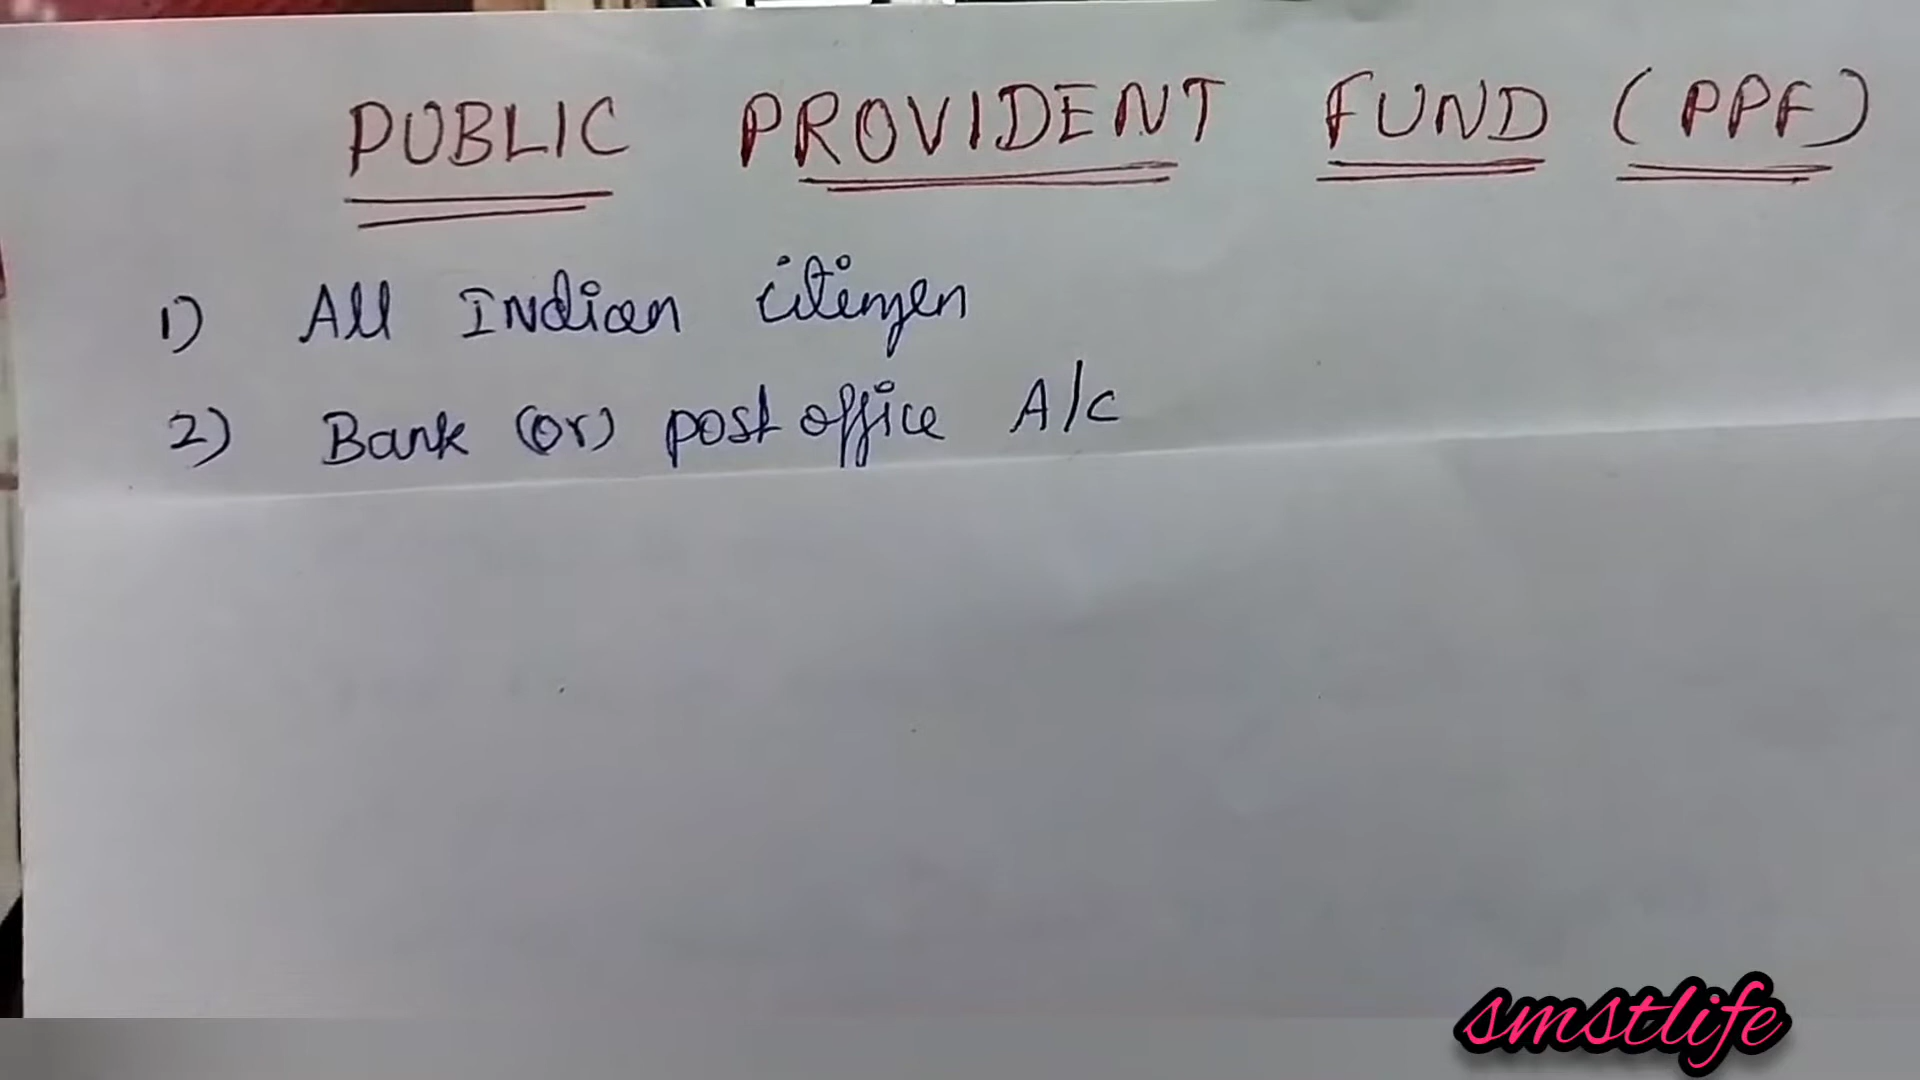 PUBLIC PROVIDENT FUND (PPF)
1) All Indian citizen
2) Bank (or) post office A/c
smstlife